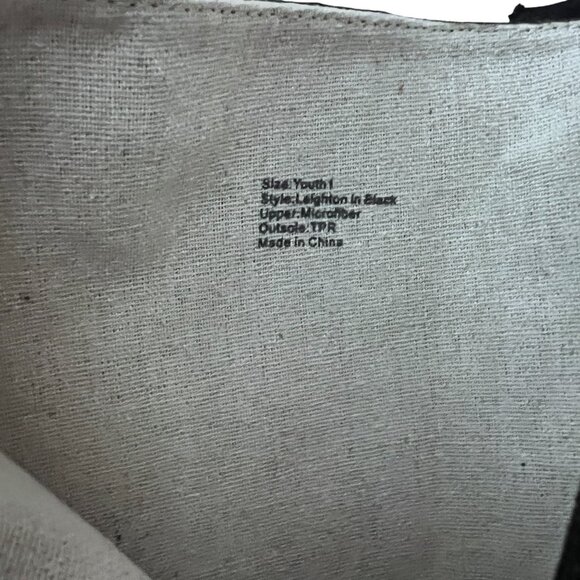 Size:Youth 1
Style:Leighton in Black
Upper:Microfiber
Outsole:TPR
Made in China